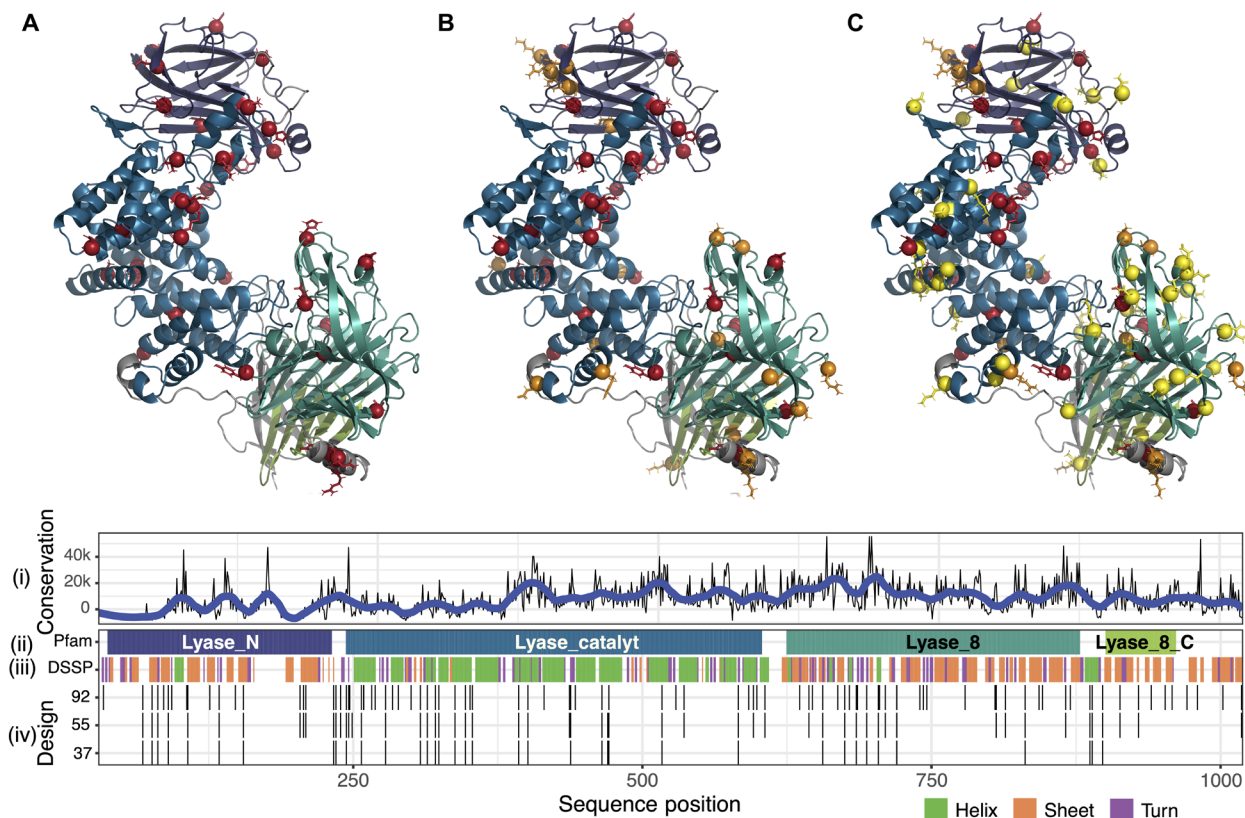 A
B
C
(i)
Conservation
40k
20k
0
(ii)
Pfam
Lyase_N
Lyase_catalyt
Lyase_8
Lyase_8_C
(iii)
DSSP
(iv)
Design
92
55
37
250
500
750
1000
Sequence position
Helix
Sheet
Turn